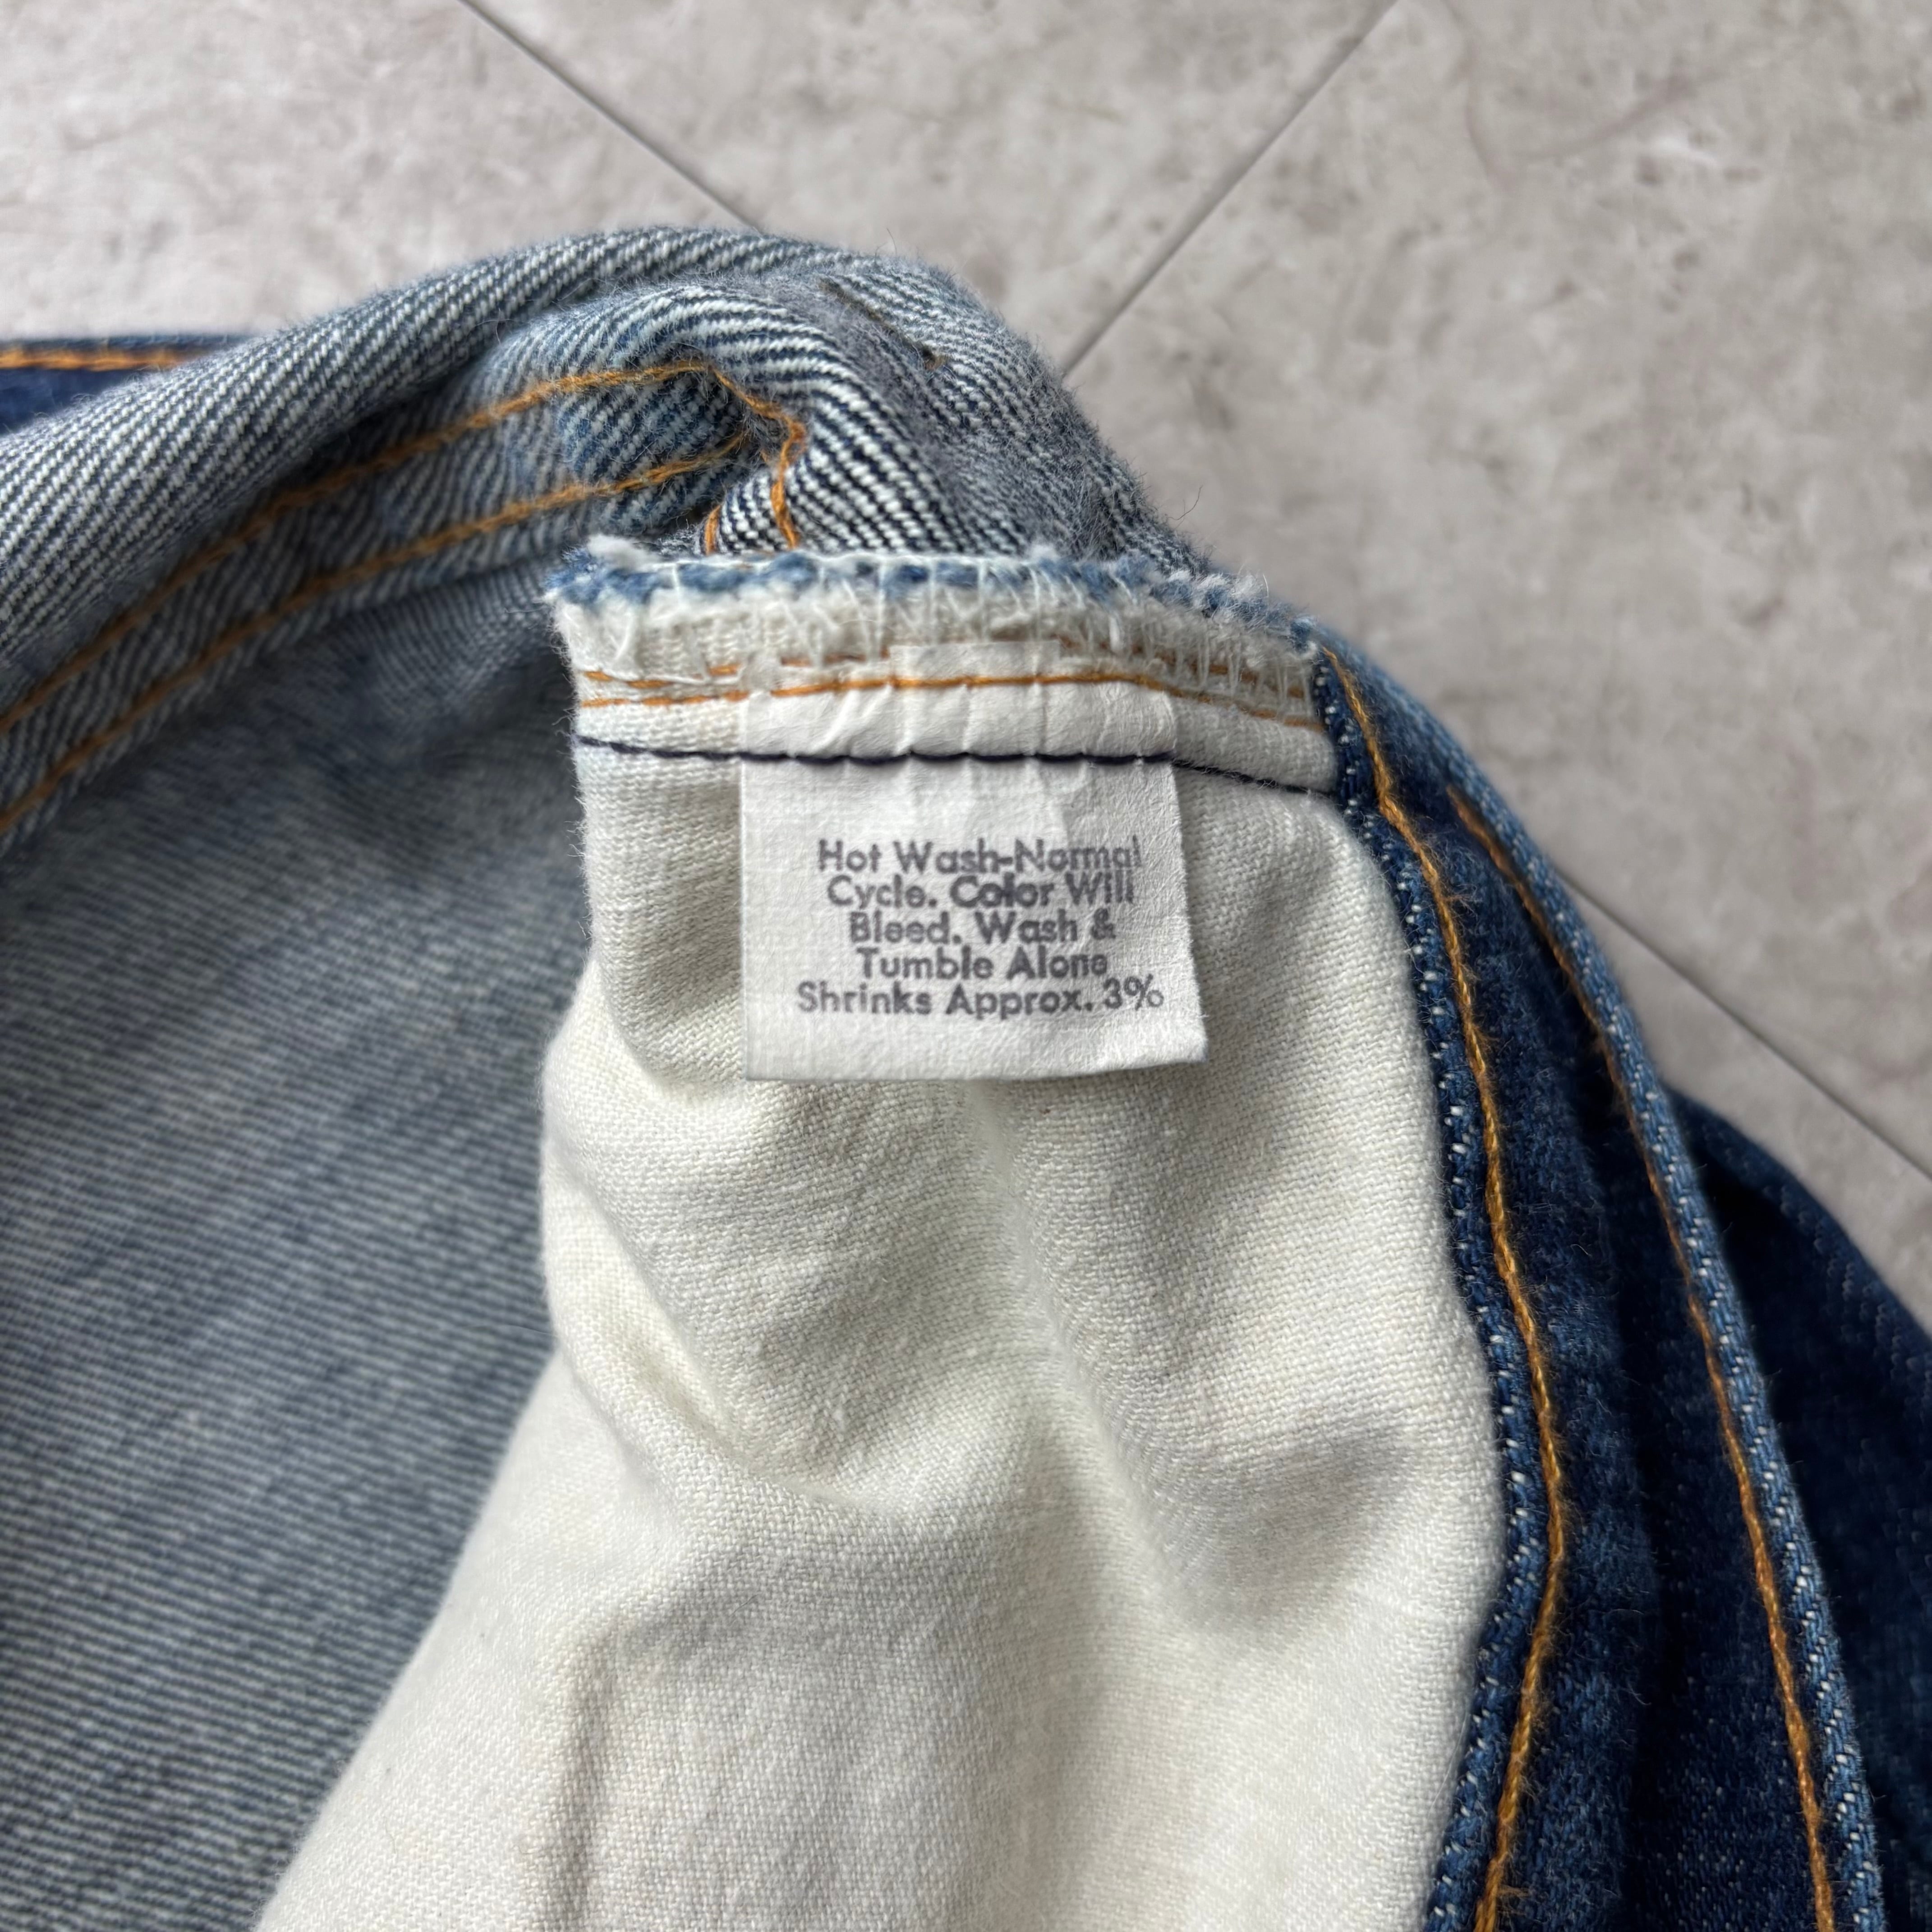 Hot Wash-Normal
Cycle. Color Will
Bleed. Wash &
Tumble Alone
Shrinks Approx. 3%